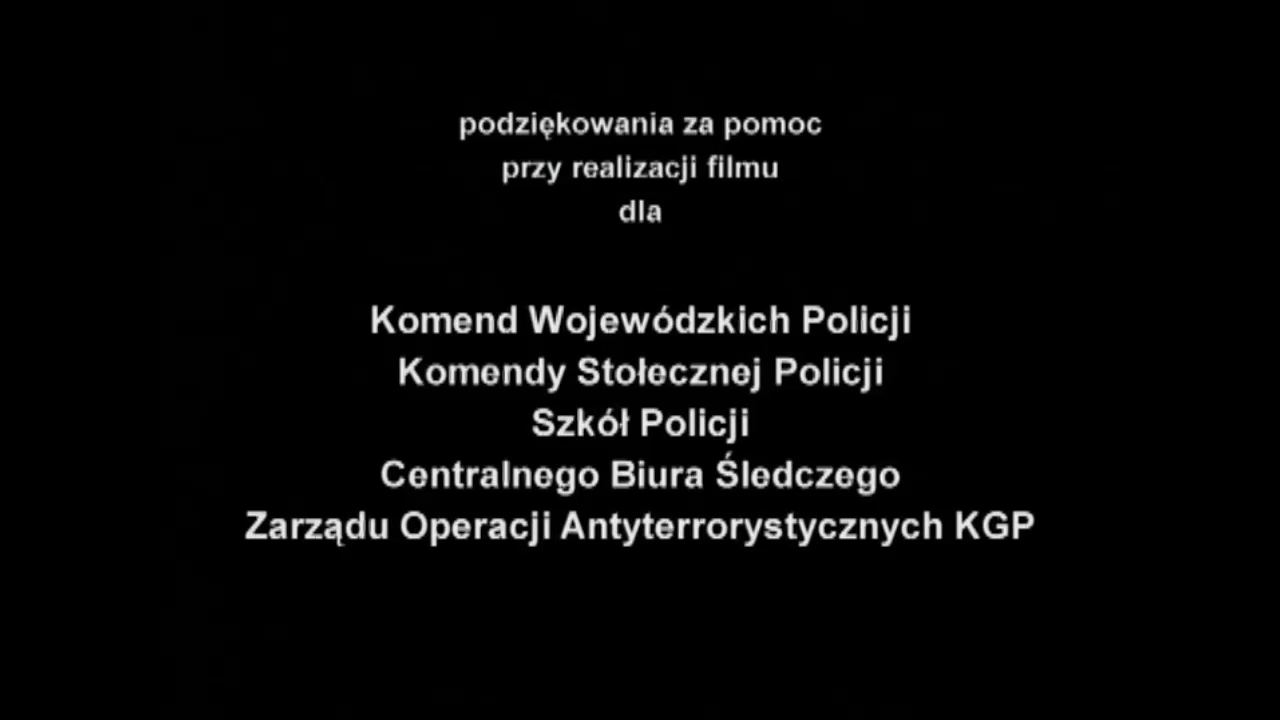 podziękowania za pomoc
przy realizacji filmu
dla
Komend Wojewódzkich Policji
Komendy Stołecznej Policji
Szkół Policji
Centralnego Biura Śledczego
Zarządu Operacji Antyterrorystycznych KGP